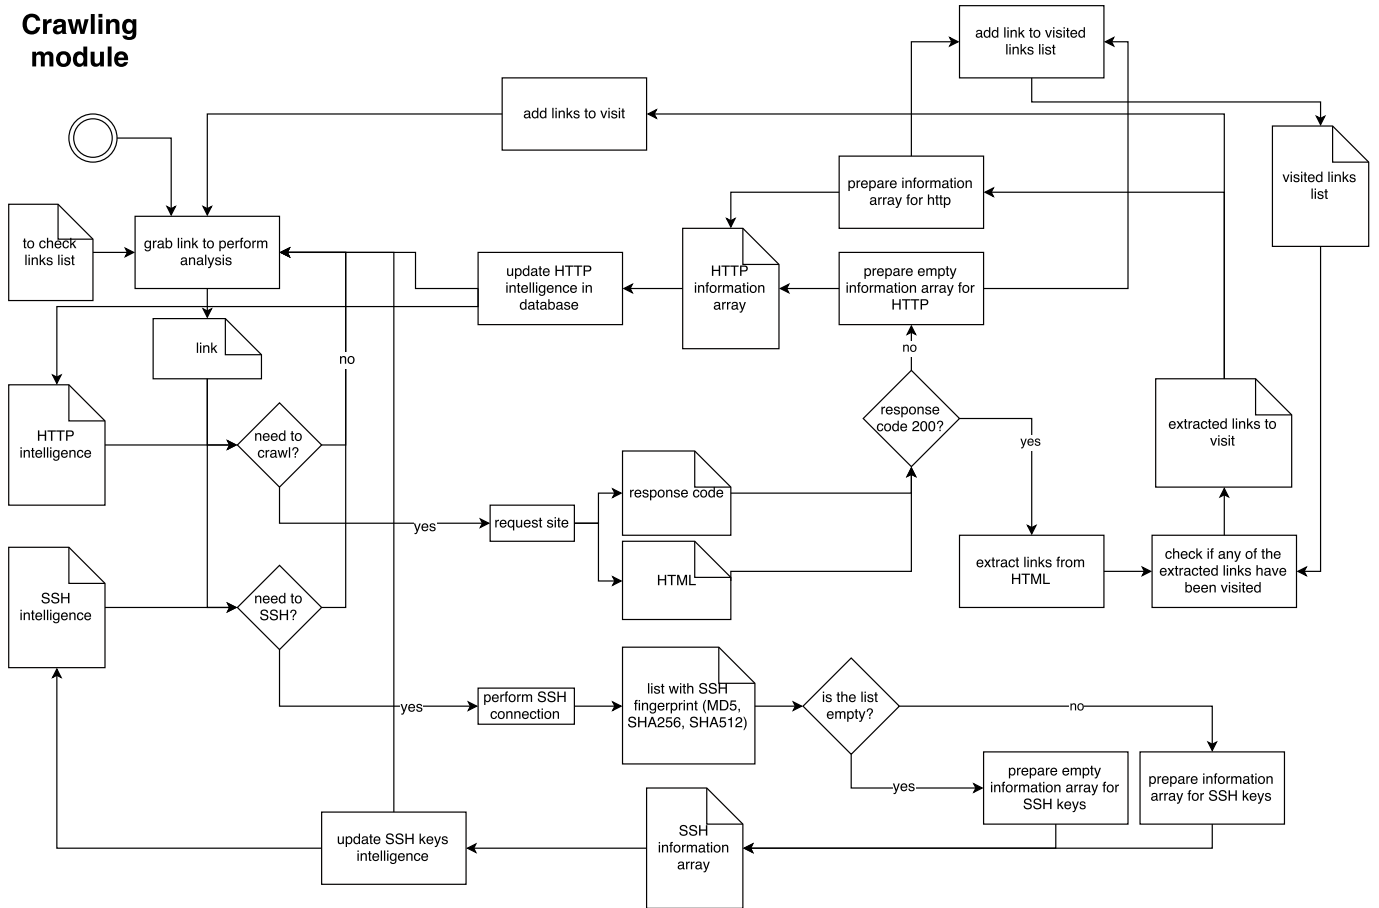 Crawling
module
add link to visited
links list
add links to visit
visited links
list
prepare information
array for http
to check
links list
grab link to perform
analysis
update HTTP
intelligence in
database
HTTP
information
array
prepare empty
information array for
HTTP
link
no
no
HTTP
intelligence
need to
crawl?
response
code 200?
yes
extracted links to
visit
response code
yes
request site
HTML
extract links from
HTML
check if any of the
extracted links have
been visited
SSH
intelligence
need to
SSH?
yes
perform SSH
connection
list with SSH
fingerprint (MD5,
SHA256, SHA512)
is the list
empty?
no
yes
prepare empty
information array for
SSH keys
prepare information
array for SSH keys
update SSH keys
intelligence
SSH
information
array